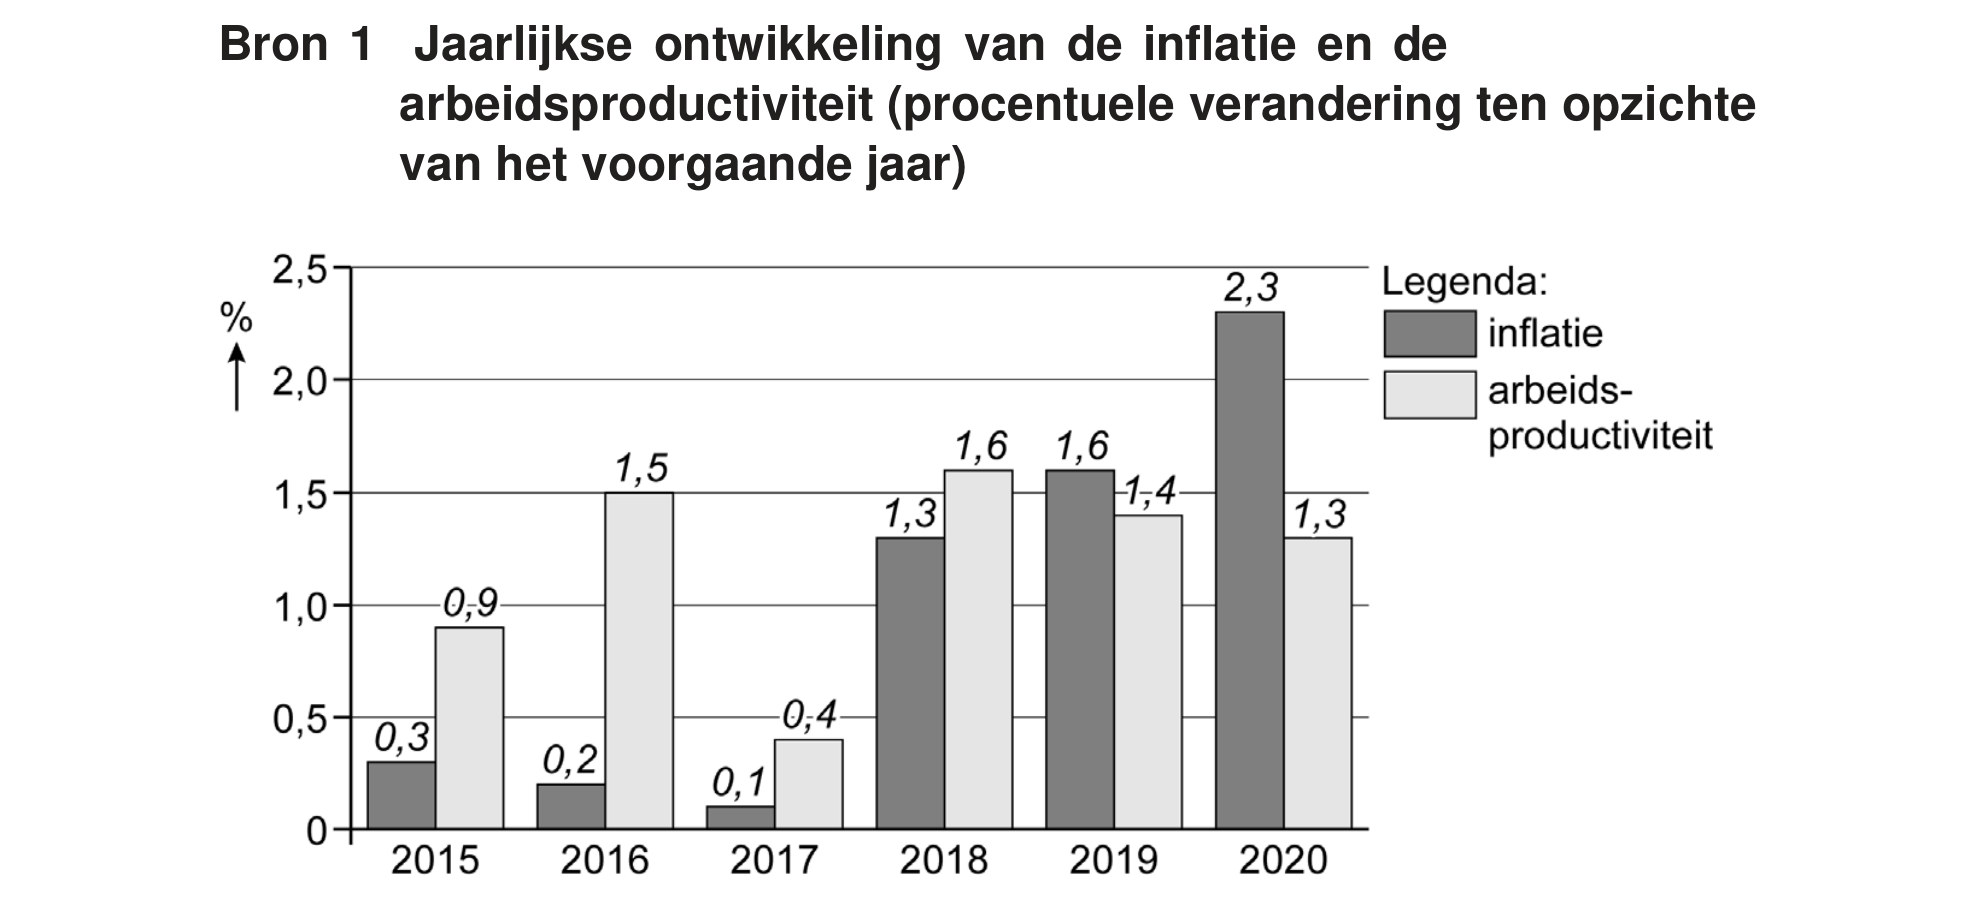 Bron 1 Jaarlijkse ontwikkeling van de inflatie en de
arbeidsproductiviteit (procentuele verandering ten opzichte
van het voorgaande jaar)
%
2,5
2,0
1,5
1,0
0,5
0
0,3
0,9
0,2
1,5
0,1
0,4
1,3
1,6
1,6
1,4
2,3
1,3
2015 2016 2017 2018 2019 2020
Legenda:
inflatie
arbeids-
productiviteit